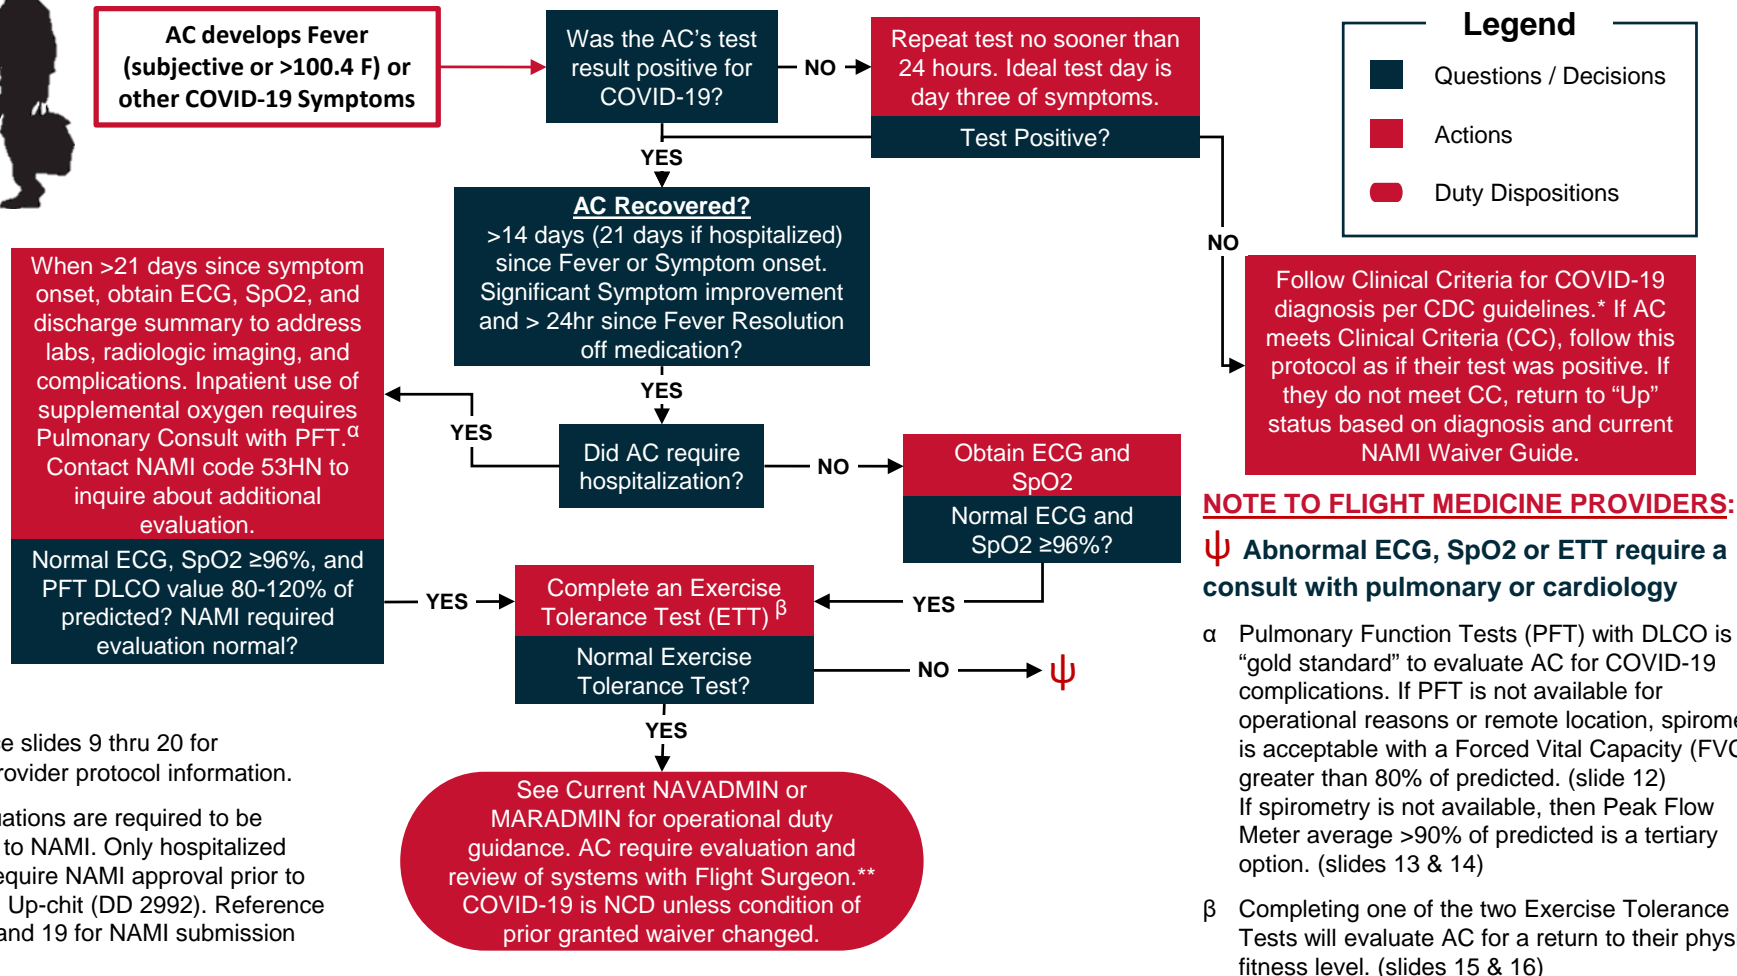 AC develops Fever
(subjective or >100.4 F) or
other COVID-19 Symptoms
Was the AC's test
result positive for
COVID-19?
NO
Repeat test no sooner than
24 hours. Ideal test day is
day three of symptoms.
Test Positive?
YES
NO
Legend
Questions / Decisions
Actions
Duty Dispositions
AC Recovered?
>14 days (21 days if hospitalized)
since Fever or Symptom onset.
Significant Symptom improvement
and > 24hr since Fever Resolution
off medication?
YES
Follow Clinical Criteria for COVID-19
diagnosis per CDC guidelines.* If AC
meets Clinical Criteria (CC), follow this
protocol as if their test was positive. If
they do not meet CC, return to “Up”
status based on diagnosis and current
NAMI Waiver Guide.
Did AC require
hospitalization?
YES
NO
When >21 days since symptom
onset, obtain ECG, SpO2, and
discharge summary to address
labs, radiologic imaging, and
complications. Inpatient use of
supplemental oxygen requires
Pulmonary Consult with PFT.α
Contact NAMI code 53HN to
inquire about additional
evaluation.
Normal ECG, SpO2 ≥96%, and
PFT DLCO value 80-120% of
predicted? NAMI required
evaluation normal?
YES
Obtain ECG and
SpO2
Normal ECG and
SpO2 ≥96%?
YES
Complete an Exercise
Tolerance Test (ETT) β
Normal Exercise
Tolerance Test?
NO
ψ
YES
See Current NAVADMIN or
MARADMIN for operational duty
guidance. AC require evaluation and
review of systems with Flight Surgeon.**
COVID-19 is NCD unless condition of
prior granted waiver changed.
slides 9 thru 20 for
protocol information.
are required to be
to NAMI. Only hospitalized
require NAMI approval prior to
Up-chit (DD 2992). Reference
and 19 for NAMI submission
NOTE TO FLIGHT MEDICINE PROVIDERS:
ψ Abnormal ECG, SpO2 or ETT require a
consult with pulmonary or cardiology
α Pulmonary Function Tests (PFT) with DLCO is
“gold standard” to evaluate AC for COVID-19
complications. If PFT is not available for
operational reasons or remote location,
is acceptable with a Forced Vital Capacity
greater than 80% of predicted. (slide 12)
If spirometry is not available, then Peak Flow
Meter average >90% of predicted is a tertiary
option. (slides 13 & 14)
β Completing one of the two Exercise Tolerance
Tests will evaluate AC for a return to their
fitness level. (slides 15 & 16)